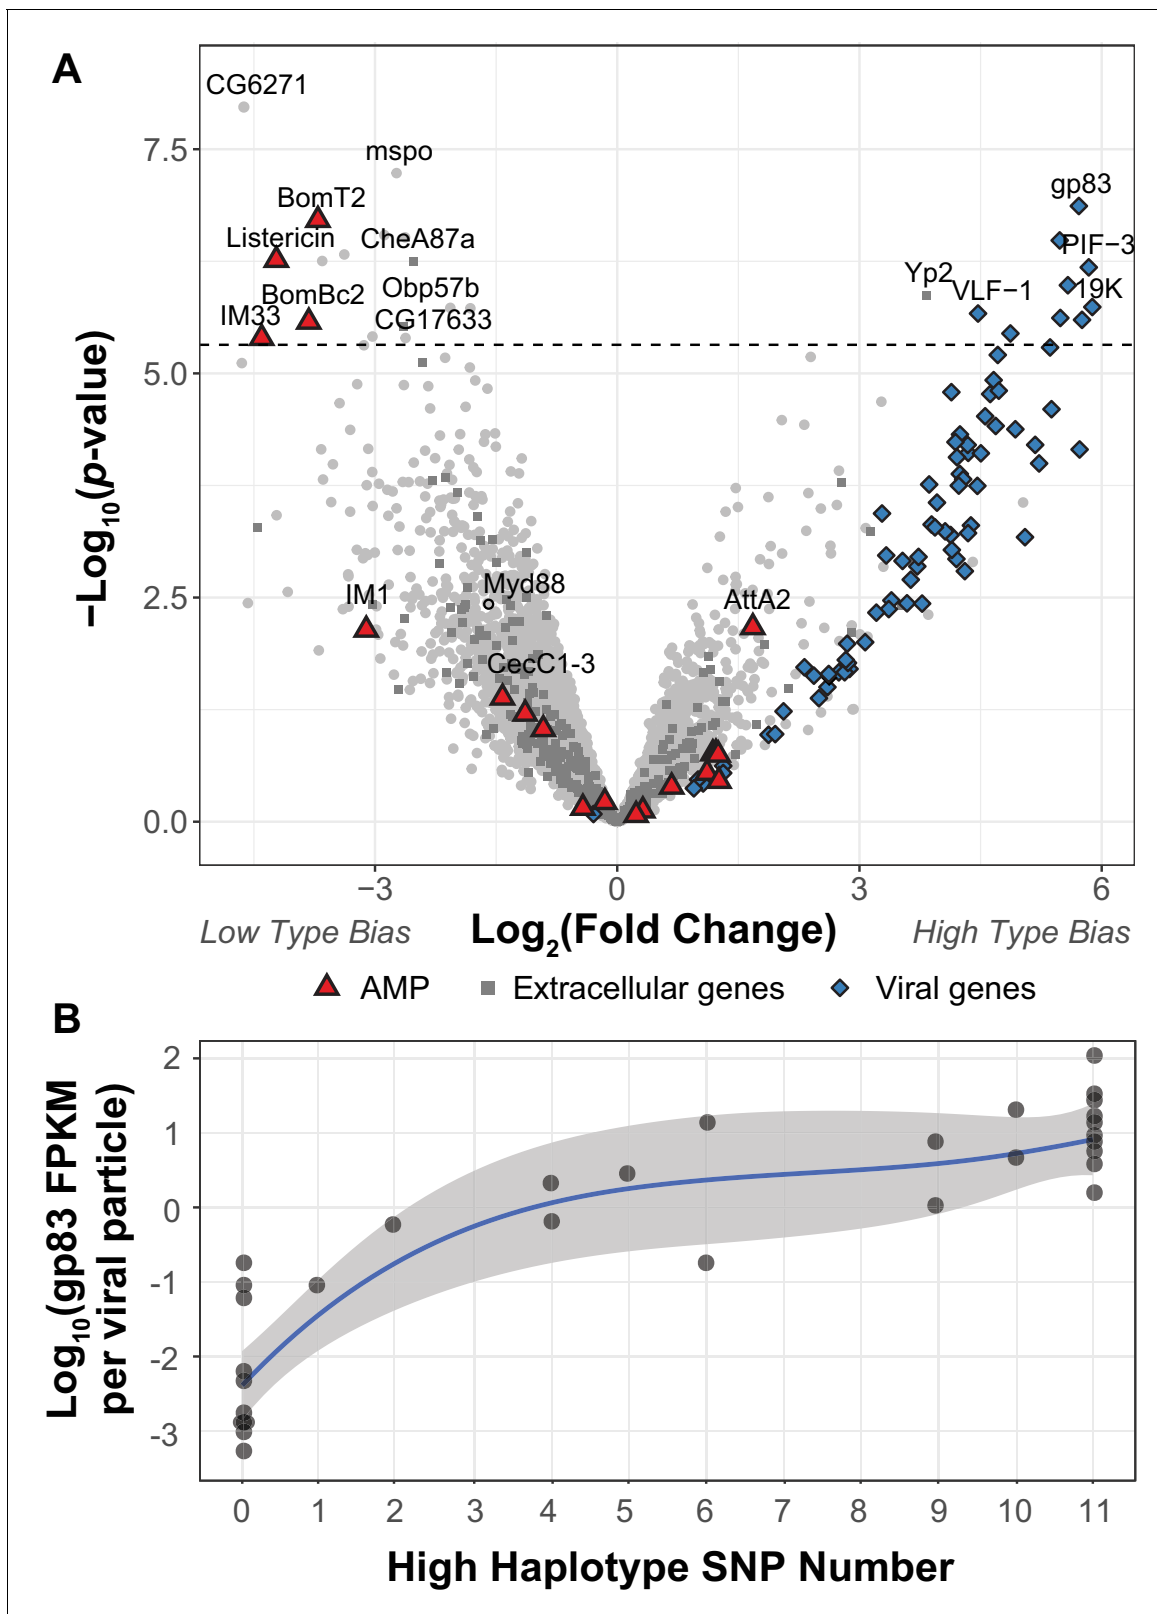 A
CG6271
mspo
7.5
gp83
BomT2
Listericin
CheA87a
PIF−3
Yp2
VLF−1
19K
Obp57b
BomBc2
IM33
CG17633
5.0
−Log10(p-value)
2.5
Myd88
IM1
AttA2
CecC1-3
0.0
−3
0
3
6
Low Type Bias
Log2(Fold Change)
High Type Bias
AMP
Extracellular genes
Viral genes
B
2
1
0
-1
-2
-3
Log10(gp83 FPKM
per viral particle)
0 1 2 3 4 5 6 7 8 9 10 11
High Haplotype SNP Number